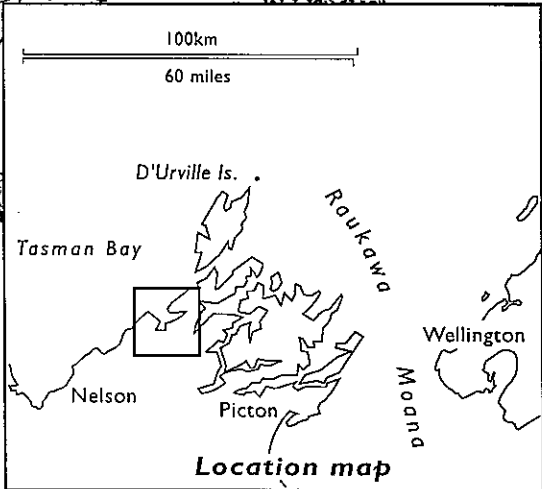 100km
60 miles
D'Urville Is.
Raukawa
Tasman Bay
Wellington
Nelson
Picton
Moana
Location map